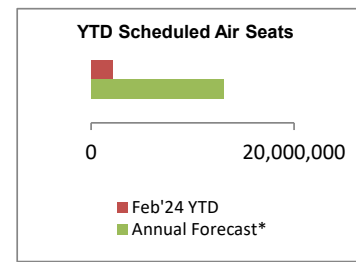 YTD Scheduled Air Seats
0 20,000,000
Feb'24 YTD
Annual Forecast*